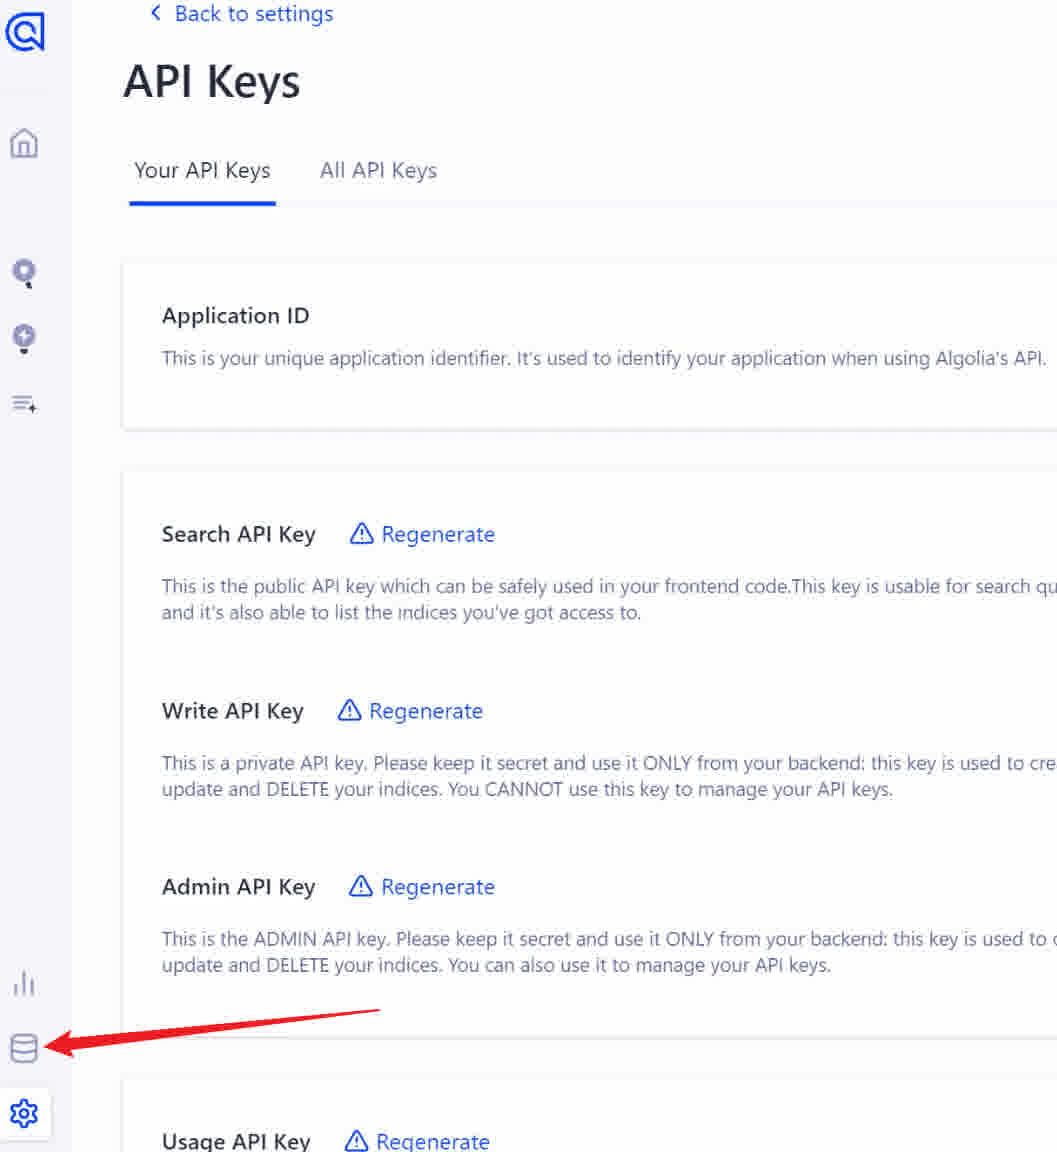 Back to settings
API Keys
Your API Keys
All API Keys
Application ID
This is your unique application identifier. It's used to identify your application when using Algolia's API.
Search API Key
Regenerate
This is the public API key which can be safely used in your frontend code.This key is usable for search qu
and it's also able to list the indices you've got access to.
Write API Key
Regenerate
This is a private API key. Please keep it secret and use it ONLY from your backend: this key is used to cre
update and DELETE your indices. You CANNOT use this key to manage your API keys.
Admin API Key
Regenerate
This is the ADMIN API key. Please keep it secret and use it ONLY from your backend: this key is used to
update and DELETE your indices. You can also use it to manage your API keys.
Usage API Key
Regenerate